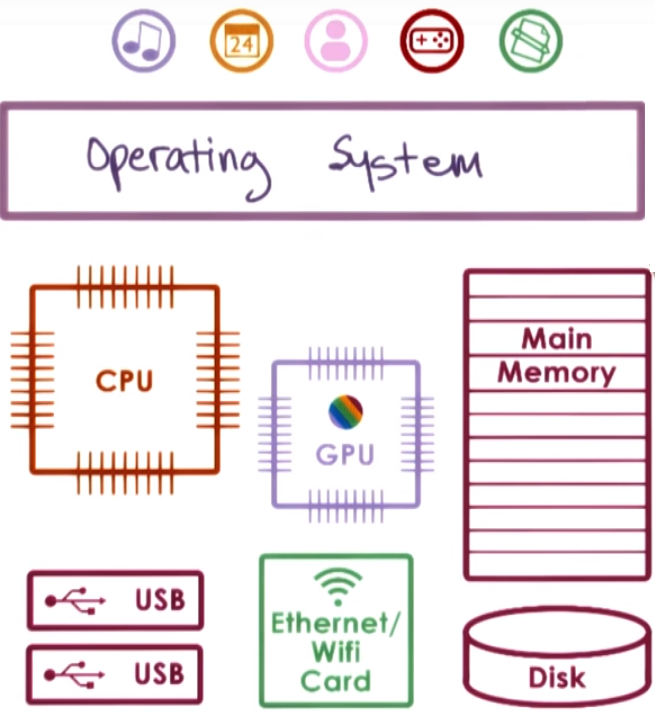 24
Operating System
CPU
GPU
Main
Memory
USB
USB
Ethernet/
Wifi
Card
Disk